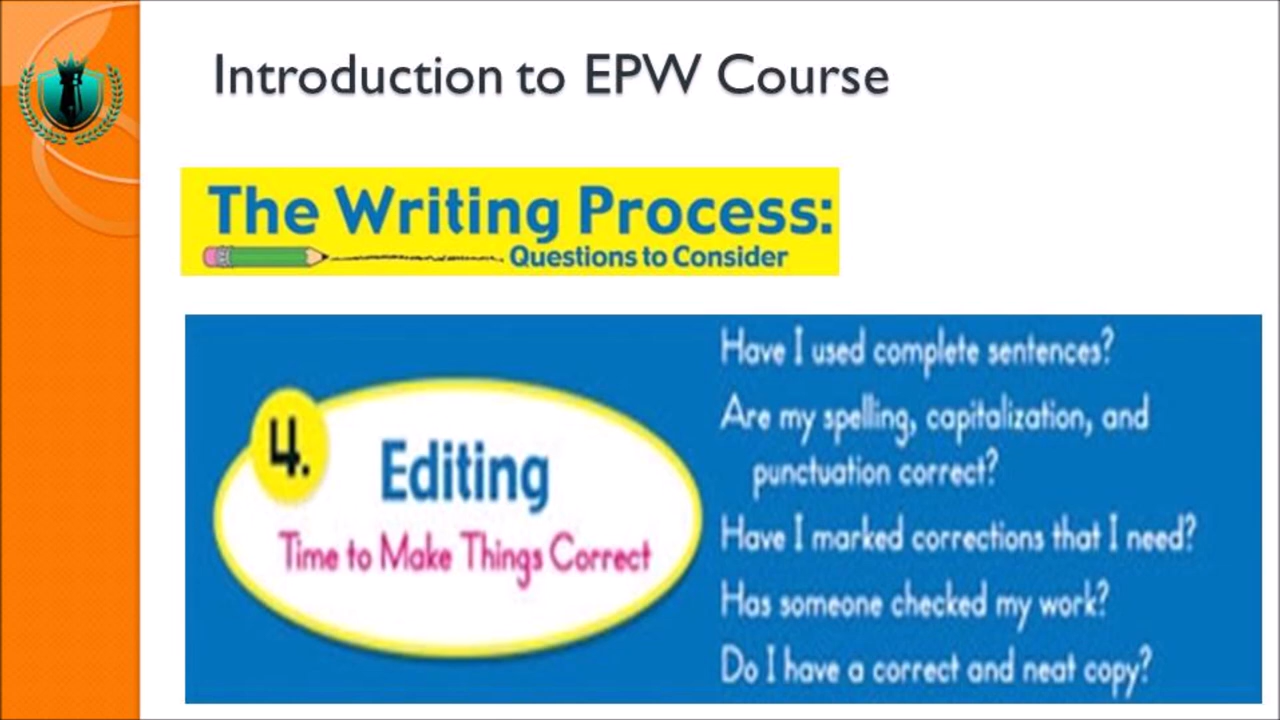 Introduction to EPW Course
The Writing Process:
Questions to Consider
4.
Editing
Time to Make Things Correct
Have I used complete sentences?
Are my spelling, capitalization, and
punctuation correct?
Have I marked corrections that I need?
Has someone checked my work?
Do I have a correct and neat copy?